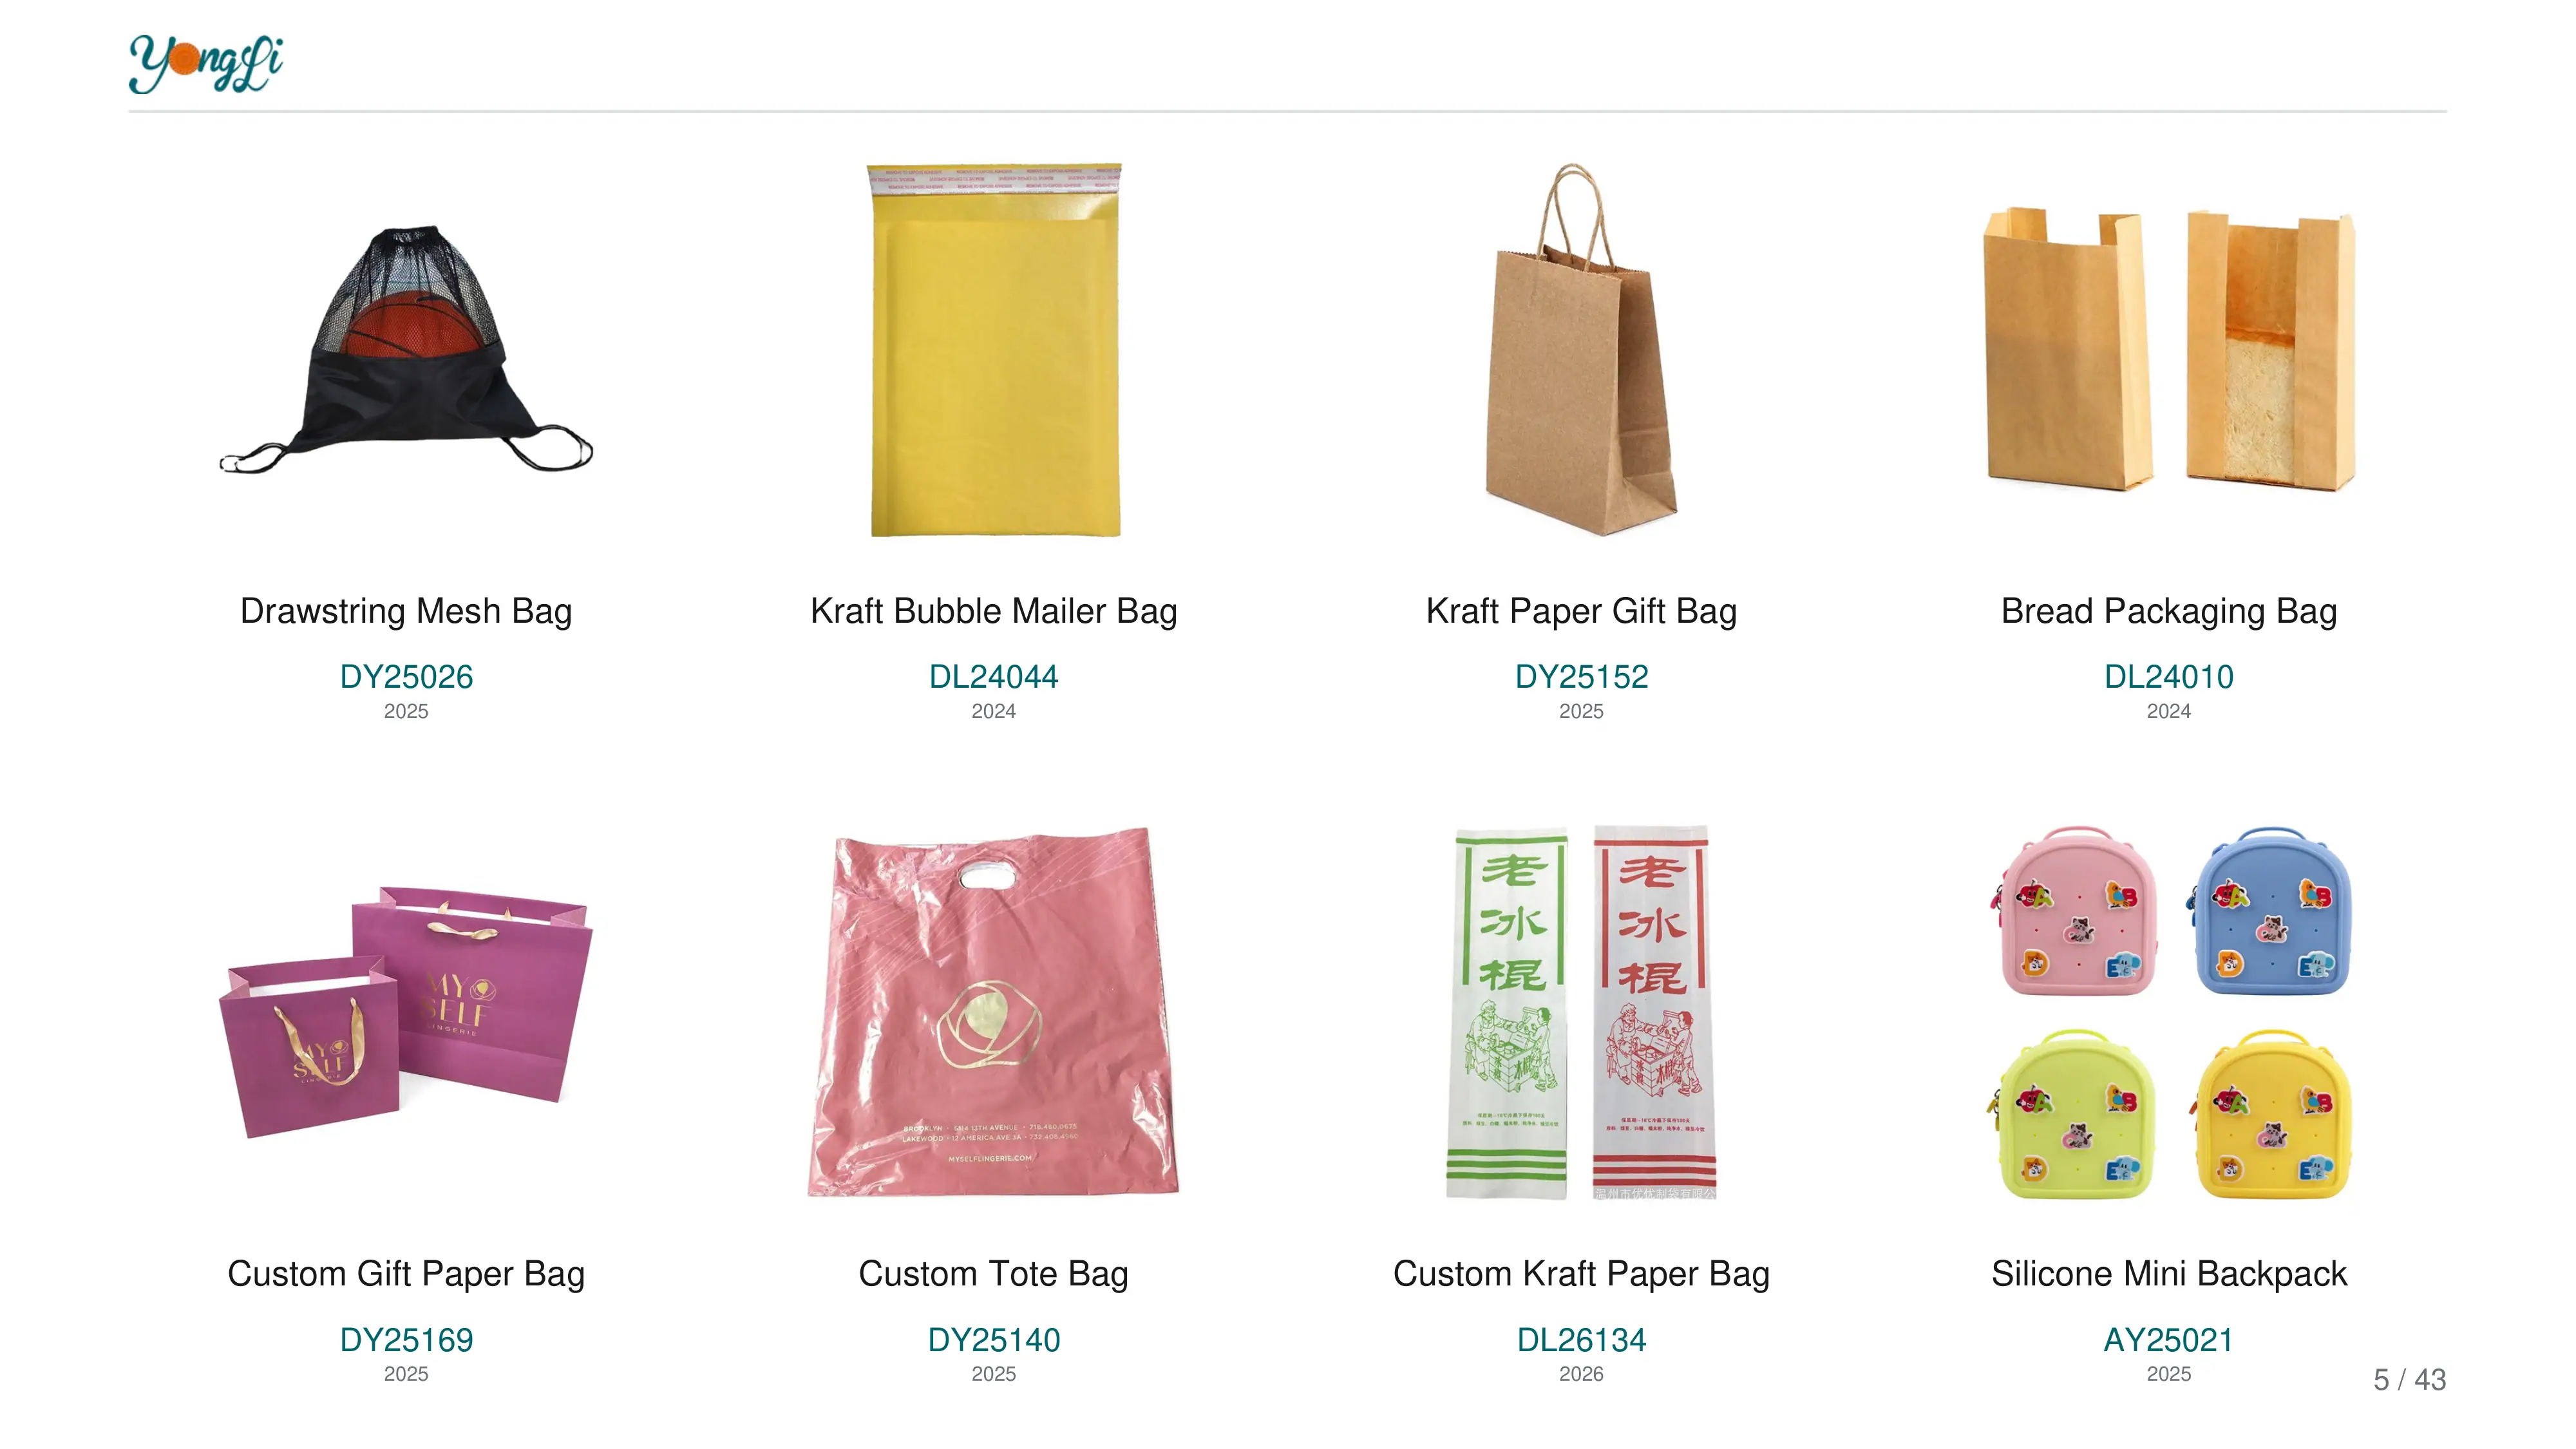 YongLi
Drawstring Mesh Bag
DY25026
2025
Kraft Bubble Mailer Bag
DL24044
2024
Kraft Paper Gift Bag
DY25152
2025
Bread Packaging Bag
DL24010
2024
MY
SELF
LINGERIE
MY
SELF
BROOKLYN
LAKEWOOD
MYSELFLINGERIE.COM
老
冰
棍
老
冰
棍
Custom Gift Paper Bag
DY25169
2025
Custom Tote Bag
DY25140
2025
Custom Kraft Paper Bag
DL26134
2026
Silicone Mini Backpack
AY25021
2025
5 / 43